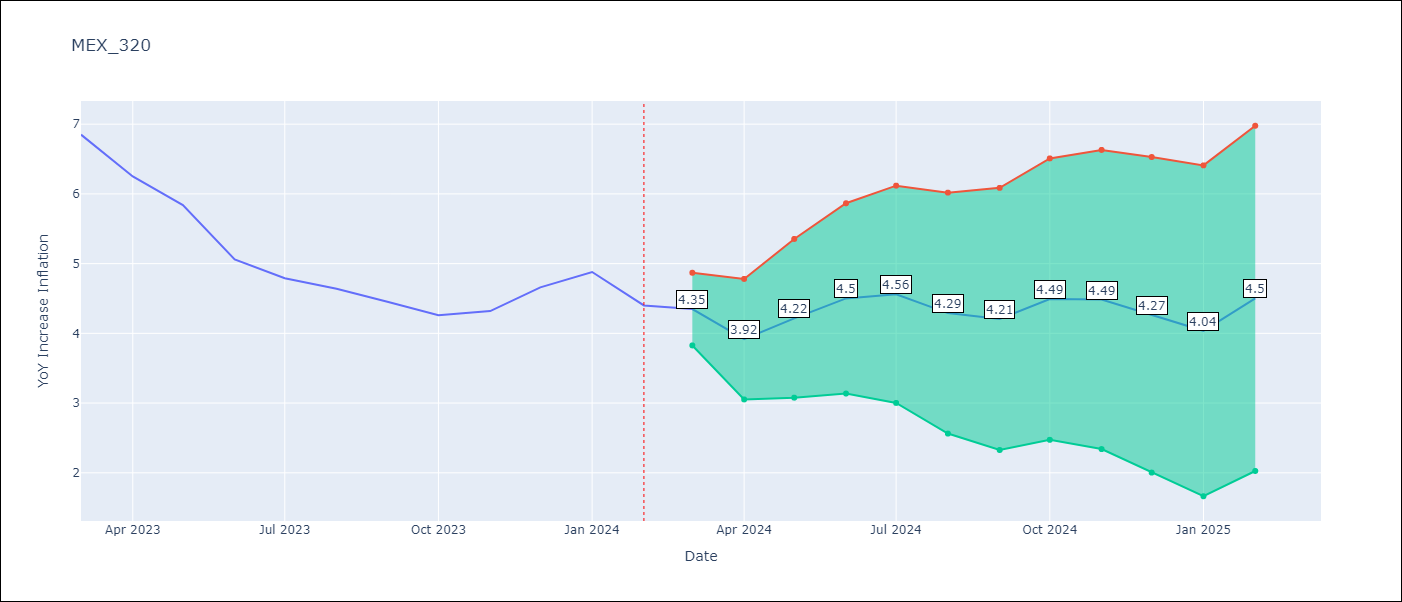 MEX_320
YoY Increase Inflation
7
6
5
4
3
2
4.35
3.92
4.22
4.5
4.56
4.29
4.21
4.49
4.49
4.27
4.04
4.5
Apr 2023
Jul 2023
Oct 2023
Jan 2024
Apr 2024
Jul 2024
Oct 2024
Jan 2025
Date